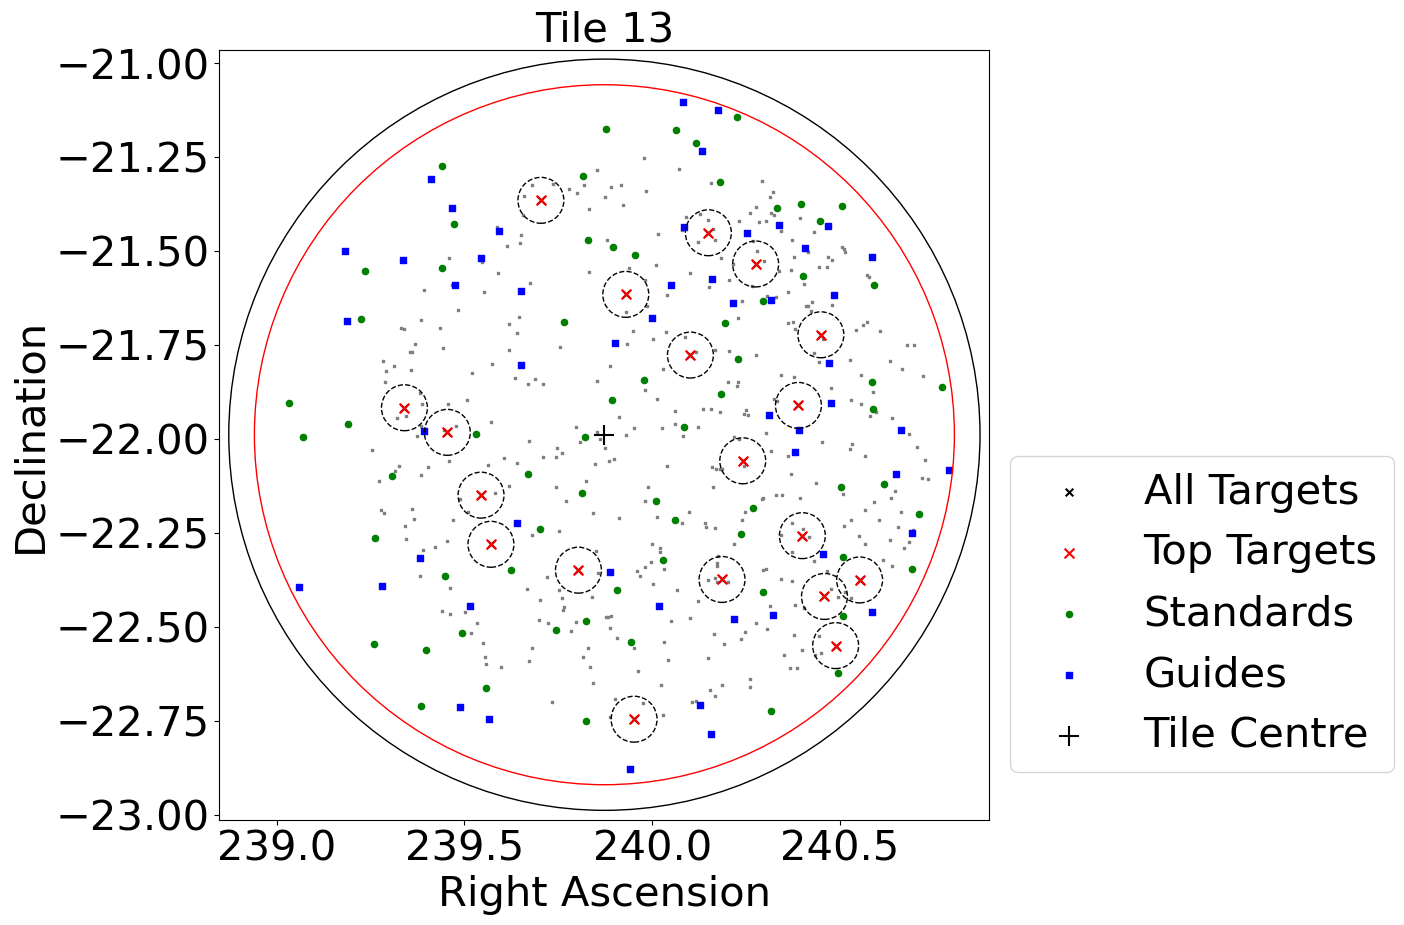 Tile 13
−21.00
−21.25
−21.50
−21.75
−22.00
−22.25
−22.50
−22.75
−23.00
Declination
239.0 239.5 240.0 240.5
Right Ascension
All Targets
Top Targets
Standards
Guides
Tile Centre